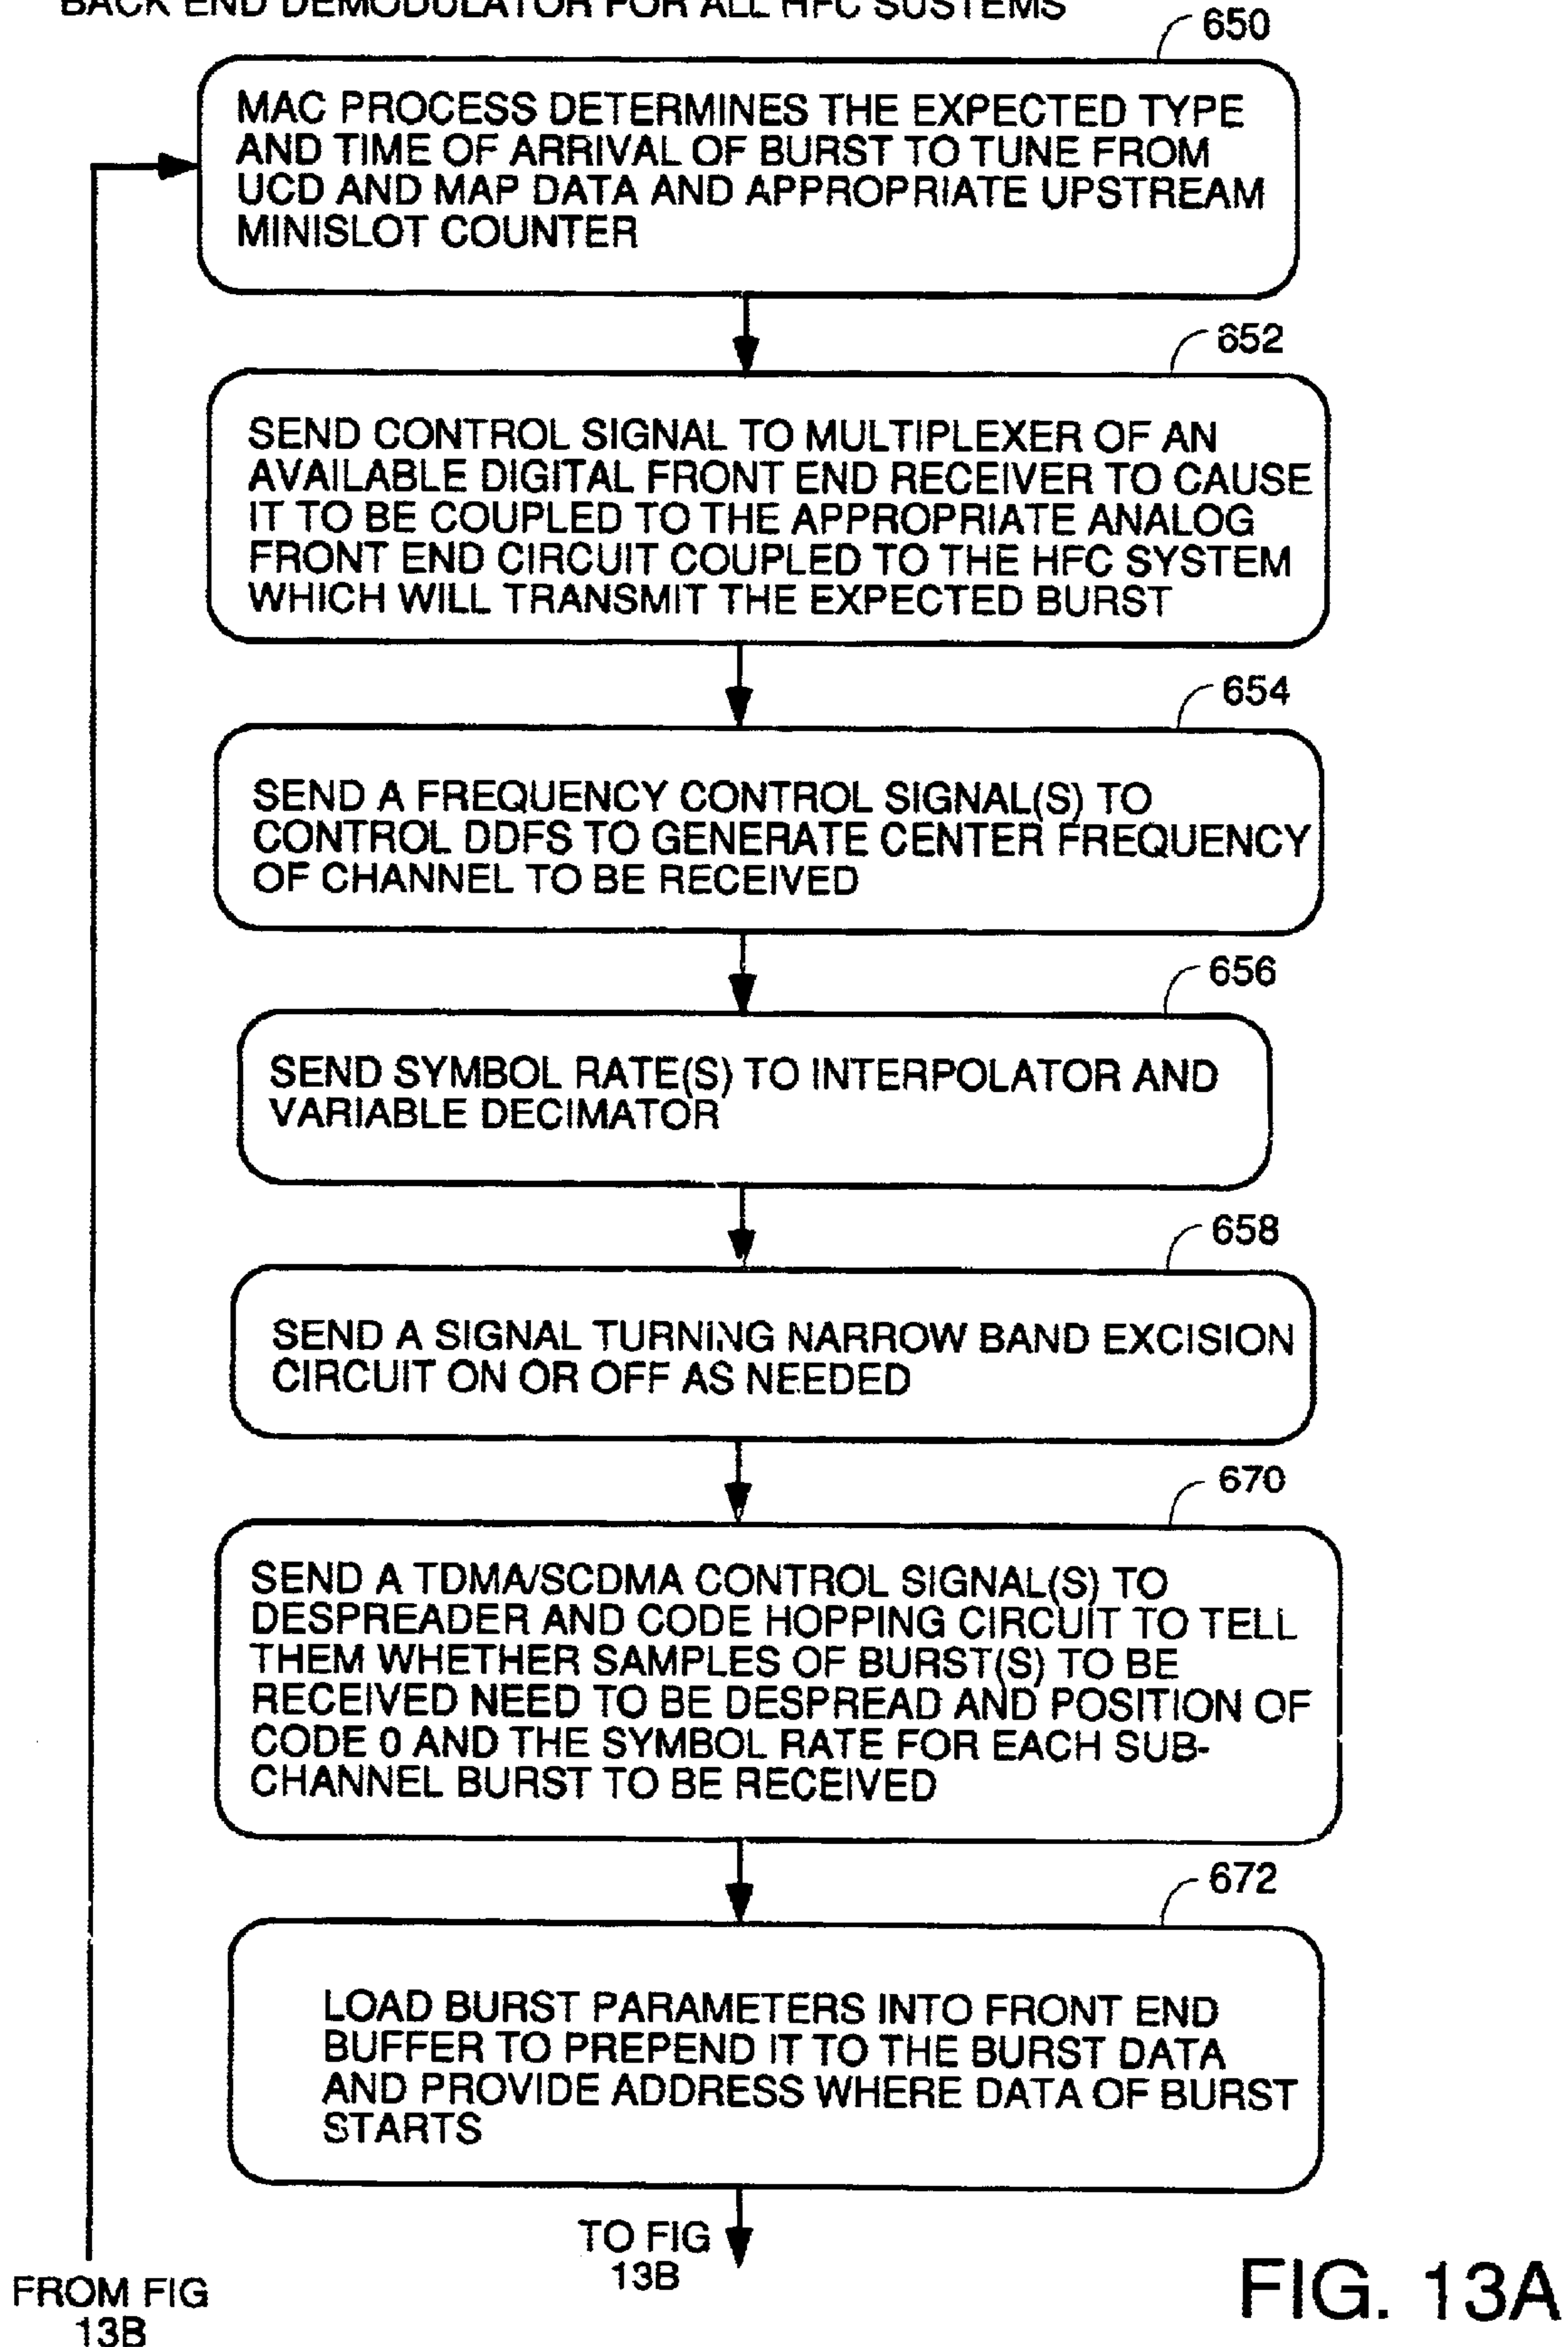 BACK END DEMODULATOR FOR ALL HFC SUSTEMS
650
MAC PROCESS DETERMINES THE EXPECTED TYPE
AND TIME OF ARRIVAL OF BURST TO TUNE FROM
UCD AND MAP DATA AND APPROPRIATE UPSTREAM
MINISLOT COUNTER
652
SEND CONTROL SIGNAL TO MULTIPLEXER OF AN
AVAILABLE DIGITAL FRONT END RECEIVER TO CAUSE
IT TO BE COUPLED TO THE APPROPRIATE ANALOG
FRONT END CIRCUIT COUPLED TO THE HFC SYSTEM
WHICH WILL TRANSMIT THE EXPECTED BURST
654
SEND A FREQUENCY CONTROL SIGNAL(S) TO
CONTROL DDFS TO GENERATE CENTER FREQUENCY
OF CHANNEL TO BE RECEIVED
656
SEND SYMBOL RATE(S) TO INTERPOLATOR AND
VARIABLE DECIMATOR
658
SEND A SIGNAL TURNING NARROW BAND EXCISION
CIRCUIT ON OR OFF AS NEEDED
670
SEND A TDMA/SCDMA CONTROL SIGNAL(S) TO
DESPREADER AND CODE HOPPING CIRCUIT TO TELL
THEM WHETHER SAMPLES OF BURST(S) TO BE
RECEIVED NEED TO BE DESPREAD AND POSITION OF
CODE 0 AND THE SYMBOL RATE FOR EACH SUB-
CHANNEL BURST TO BE RECEIVED
672
LOAD BURST PARAMETERS INTO FRONT END
BUFFER TO PREPEND IT TO THE BURST DATA
AND PROVIDE ADDRESS WHERE DATA OF BURST
STARTS
TO FIG
13B
FROM FIG
13B
FIG. 13A